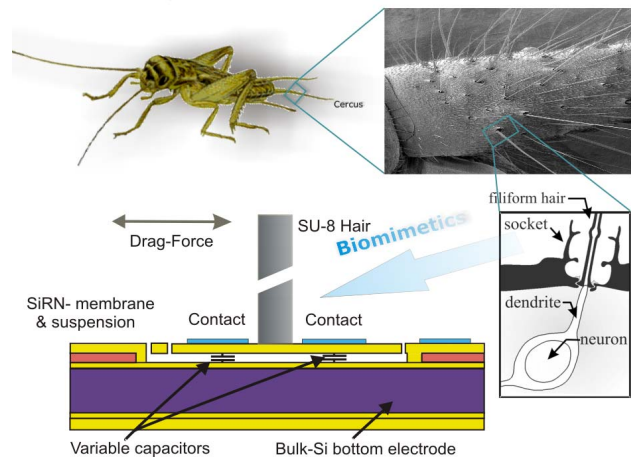 Cercus
filiform hair
socket
dendrite
neuron
Biomimetics
SU-8 Hair
Drag-Force
SiRN- membrane
& suspension
Contact
Contact
Variable capacitors
Bulk-Si bottom electrode